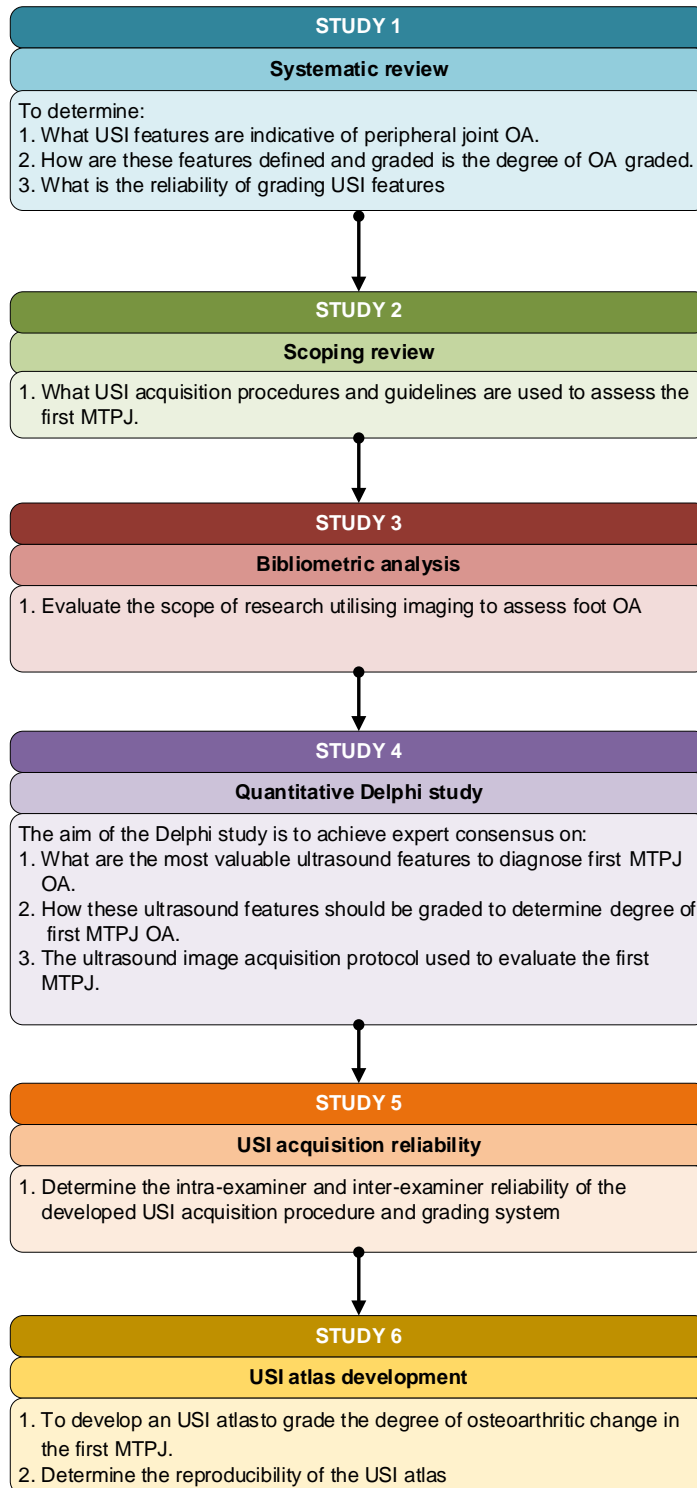 STUDY 1
Systematic review
To determine:
1. What USI features are indicative of peripheral joint OA.
2. How are these features defined and graded is the degree of OA graded.
3. What is the reliability of grading USI features
STUDY 2
Scoping review
1. What USI acquisition procedures and guidelines are used to assess the
first MTPJ.
STUDY 3
Bibliometric analysis
1. Evaluate the scope of research utilising imaging to assess foot OA
STUDY 4
Quantitative Delphi study
The aim of the Delphi study is to achieve expert consensus on:
1. What are the most valuable ultrasound features to diagnose first MTPJ
OA.
2. How these ultrasound features should be graded to determine degree of
first MTPJ OA.
3. The ultrasound image acquisition protocol used to evaluate the first
MTPJ.
STUDY 5
USI acquisition reliability
1. Determine the intra-examiner and inter-examiner reliability of the
developed USI acquisition procedure and grading system
STUDY 6
USI atlas development
1. To develop an USI atlasto grade the degree of osteoarthritic change in
the first MTPJ.
2. Determine the reproducibility of the USI atlas